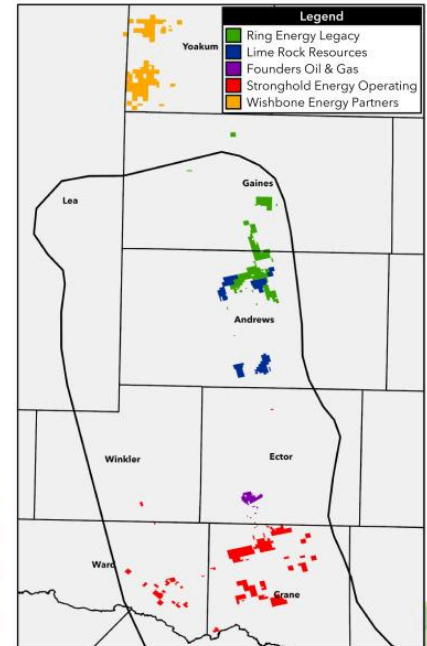 Legend
Ring Energy Legacy
Lime Rock Resources
Founders Oil & Gas
Stronghold Energy Operating
Wishbone Energy Partners
Yoakum
Gaines
Lea
Andrews
Winkler
Ector
Ward
Crane